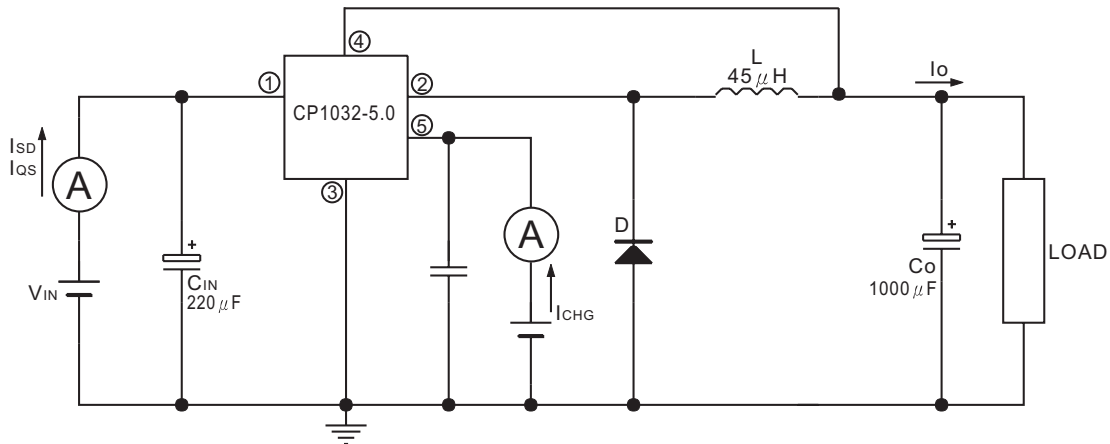 ④
L
45μH
Io
①
②
CP1032-5.0
⑤
ISD
IQS
A
③
A
D
+
+
CIN
220μF
VIN
ICHG
Co
1000μF
LOAD